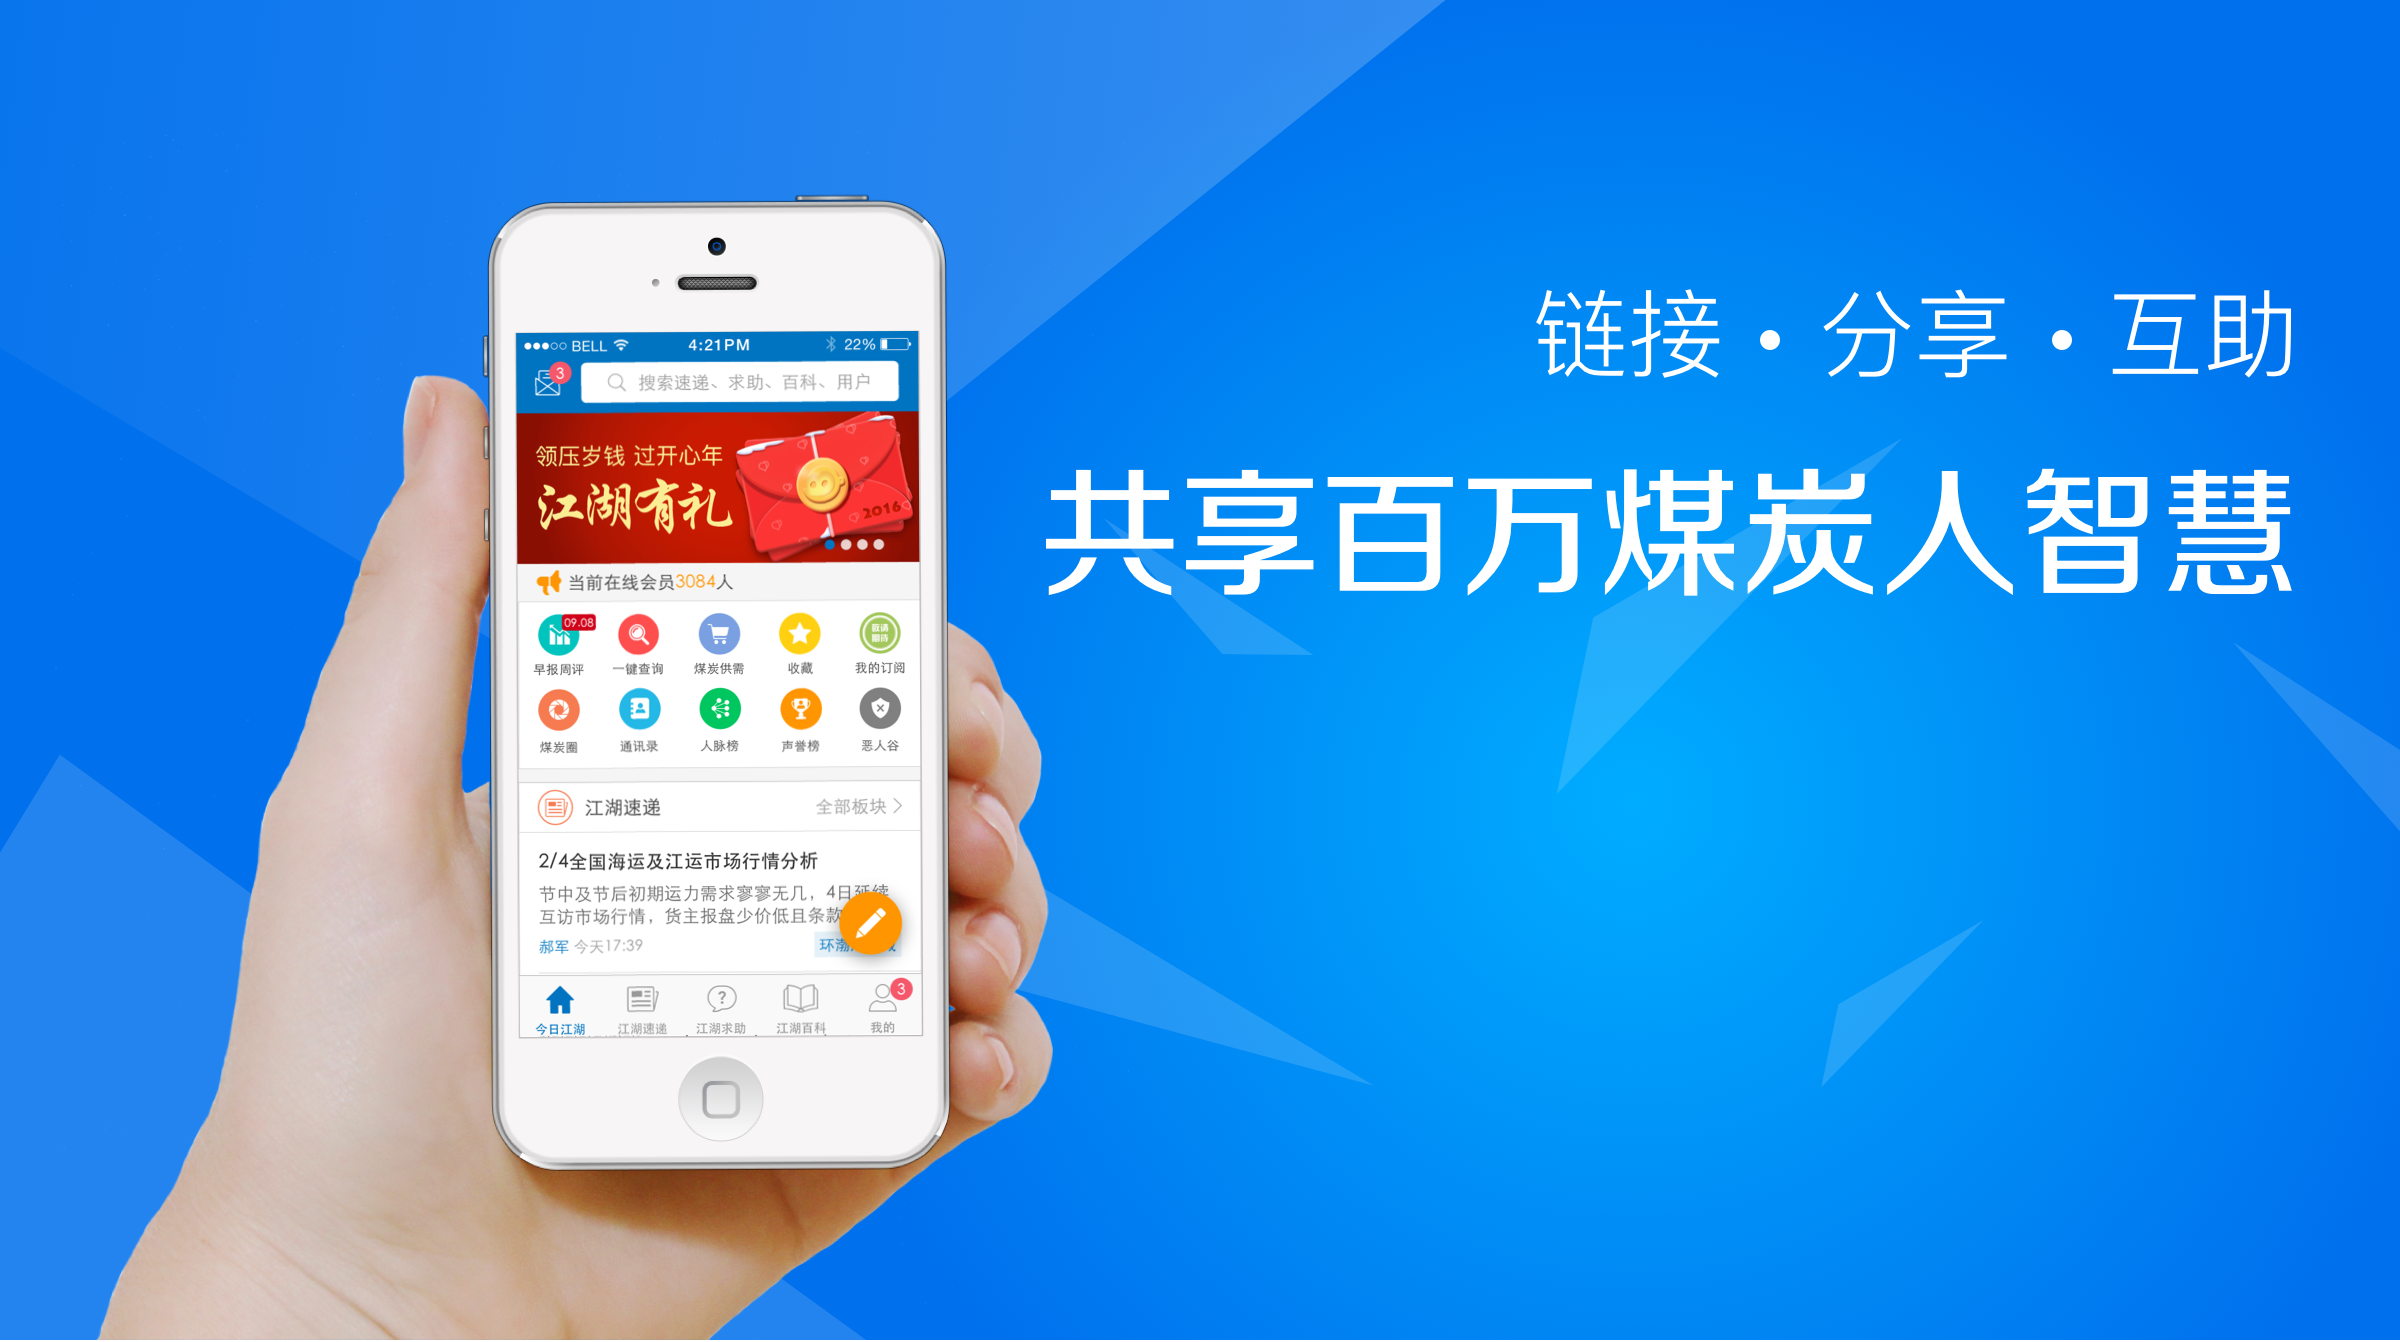 链接·分享·互助
共享百万煤炭人智慧
BELL 4:21PM 22%
3
搜索速递、求助、百科、用户
领压岁钱 过开心年
江湖有礼
2016
当前在线会员3084人
09.08 敬请期待
早报周评 一键查询 煤炭供需 收藏 我的订阅
煤炭圈 通讯录 人脉榜 声誉榜 恶人谷
江湖速递 全部板块
2/4全国海运及江运市场行情分析
节中及节后初期运力需求寥寥无几，4日延续
互访市场行情，货主报盘少价低且条款
郝军 今天17:39 环渤
3
今日江湖 江湖速递 江湖求助 江湖百科 我的